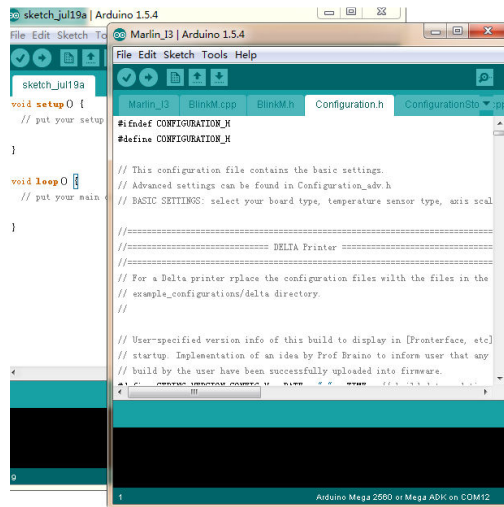 sketch_jul19a | Arduino 1.5.4
File Edit Sketch To
sketch_jul19a
void setup() {
// put your setup
}
void loop() {
// put your main
}
9
Marlin_I3 | Arduino 1.5.4
File Edit Sketch Tools Help
Marlin_I3 BlinkM.cpp BlinkM.h Configuration.h ConfigurationSto
#ifndef CONFIGURATION_H
#define CONFIGURATION_H
// This configuration file contains the basic settings.
// Advanced settings can be found in Configuration_adv.h
// BASIC SETTINGS: select your board type, temperature sensor type, axis scal
//===========================================================================
//============================= DELTA Printer ===============================
//===========================================================================
// For a Delta printer rplace the configuration files wilth the files in the
// example_configurations/delta directory.
//
// User-specified version info of this build to display in [Pronterface, etc]
// startup. Implementation of an idea by Prof Braino to inform user that any
// build by the user have been successfully uploaded into firmware.
1
Arduino Mega 2560 or Mega ADK on COM12